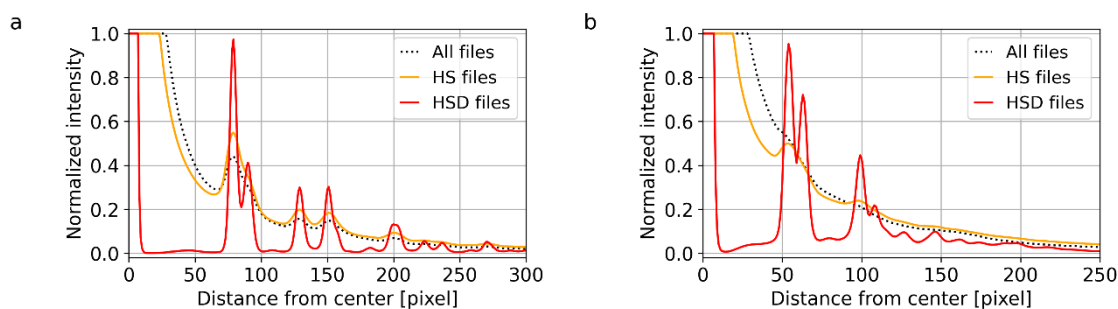 a
Normalized intensity
1.0
0.8
0.6
0.4
0.2
0.0
0
50
100
150
200
250
300
Distance from center [pixel]
All files
HS files
HSD files
b
Normalized intensity
1.0
0.8
0.6
0.4
0.2
0.0
0
50
100
150
200
250
Distance from center [pixel]
All files
HS files
HSD files